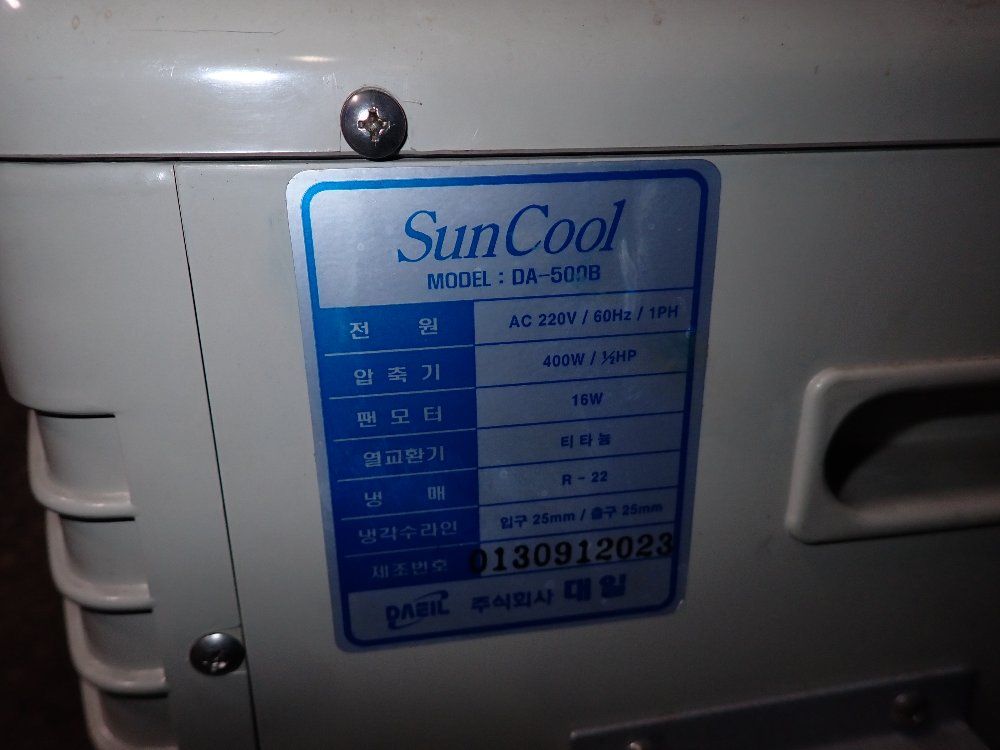 SunCool
MODEL : DA-500B
전 원 AC 220V / 60Hz / 1PH
압 축 기 400W / ½HP
팬 모 터 16W
열교환기 티 타 늄
냉 매 R - 22
냉각수라인 입구 25mm / 출구 25mm
제조번호 0130912023
DAEIL 주식회사 대 일